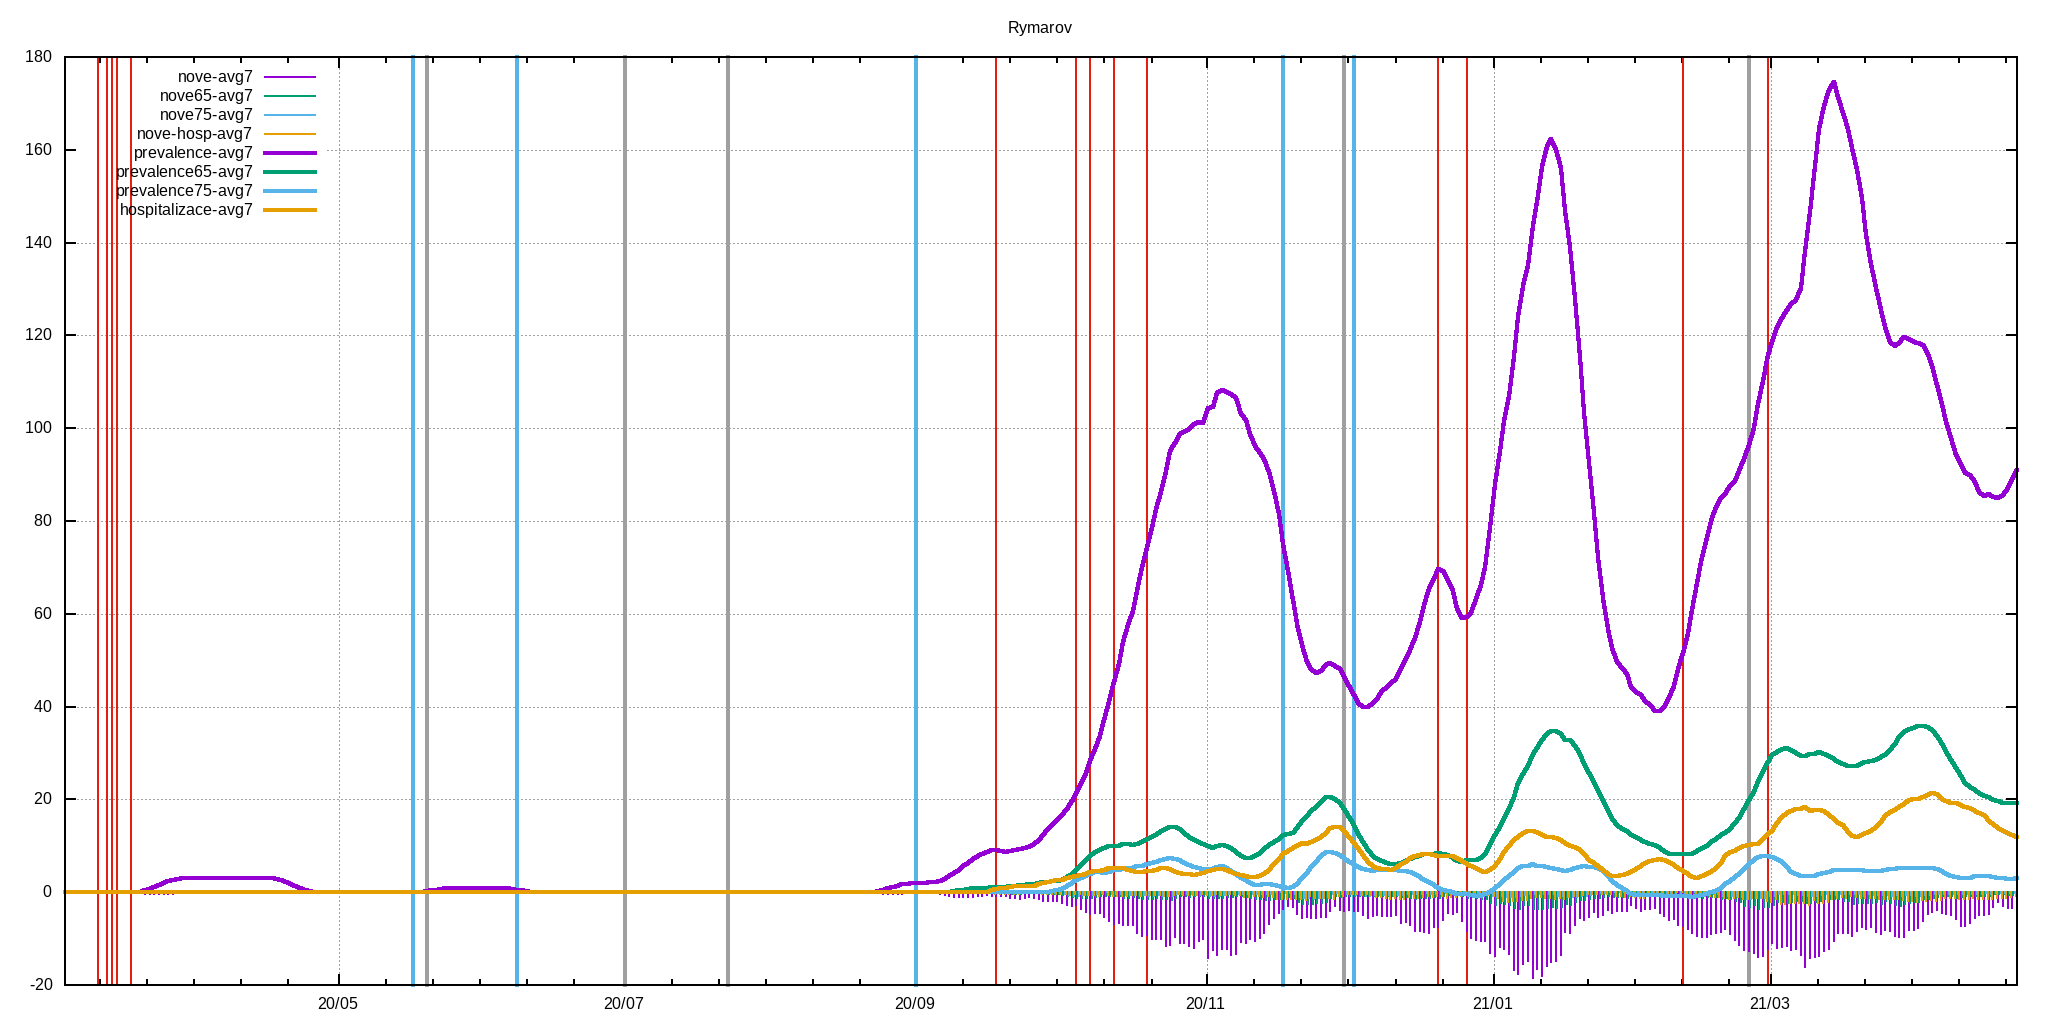 Rymarov
180
160
140
120
100
80
60
40
20
0
-20
nove-avg7
nove65-avg7
nove75-avg7
nove-hosp-avg7
prevalence-avg7
prevalence65-avg7
prevalence75-avg7
hospitalizace-avg7
20/05 20/07 20/09 20/11 21/01 21/03